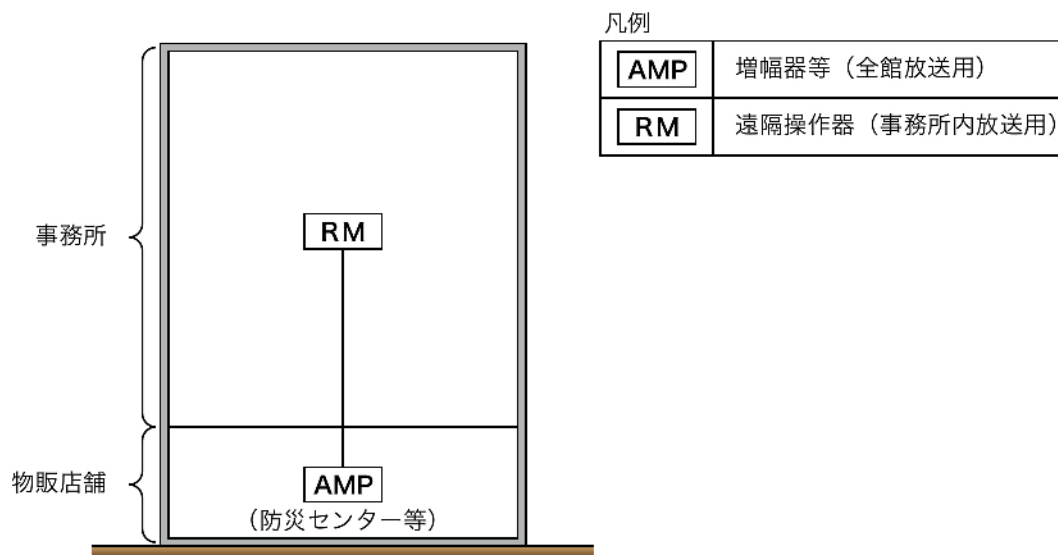 凡例
AMP 増幅器等（全館放送用）
RM 遠隔操作器（事務所内放送用）
事務所
RM
物販店舗
AMP
（防災センター等）